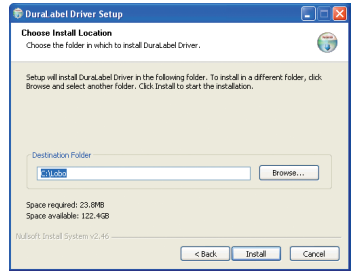 DuraLabel Driver Setup
Choose Install Location
Choose the folder in which to install DuraLabel Driver.
Setup will install DuraLabel Driver in the following folder. To install in a different folder, click
Browse and select another folder. Click Install to start the installation.
Destination Folder
C:\Lobo
Browse...
Space required: 23.8MB
Space available: 122.4GB
Nullsoft Install System v2.46
< Back
Install
Cancel